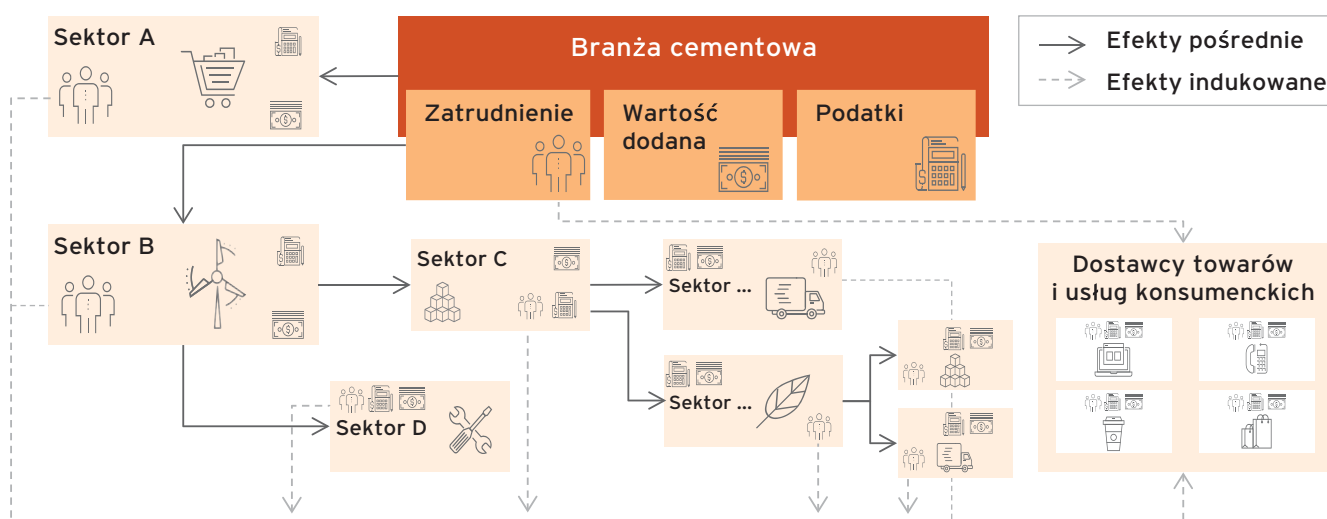 Sektor A
Branża cementowa
Zatrudnienie
Wartość
dodana
Podatki
Efekty pośrednie
Efekty indukowane
Sektor B
Sektor C
Sektor ...
Sektor ...
Sektor D
Dostawcy towarów
i usług konsumenckich